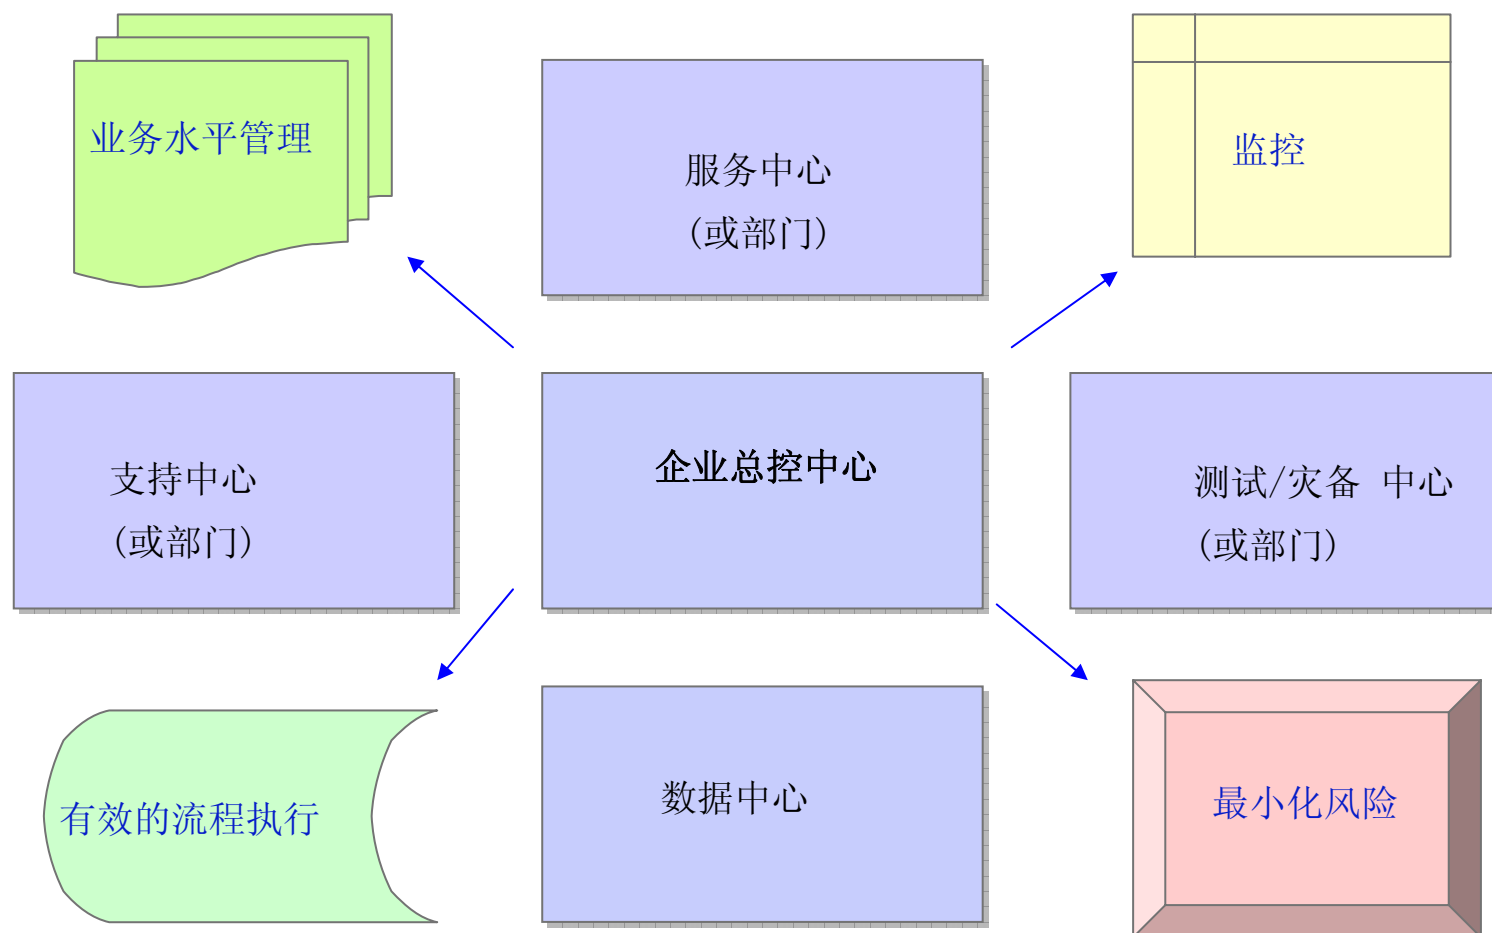 业务水平管理
服务中心
(或部门)
监控
支持中心
(或部门)
企业总控中心
测试/灾备 中心
(或部门)
有效的流程执行
数据中心
最小化风险